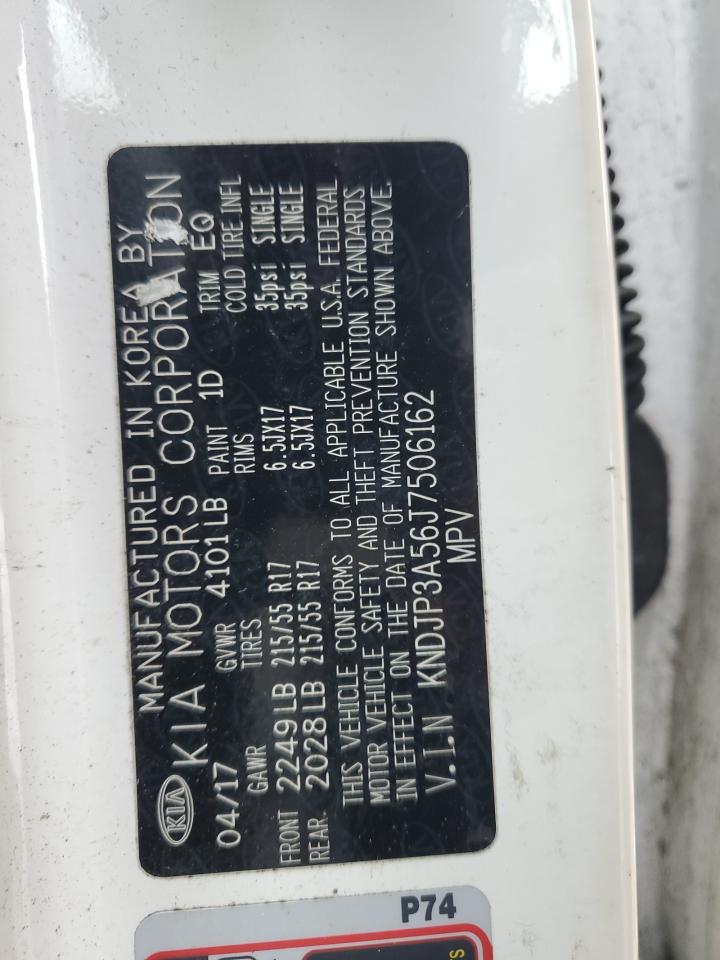 MANUFACTURED IN KOREA BY
KIA KIA MOTORS CORPORATION
04/17 GVWR 4101LB PAINT 1D TRIM EQ
GAWR TIRES RIMS COLD TIRE INFL
FRONT 2249LB 215/55 R17 6.5JX17 35psi SINGLE
REAR 2028LB 215/55 R17 6.5JX17 35psi SINGLE
THIS VEHICLE CONFORMS TO ALL APPLICABLE U.S.A. FEDERAL
MOTOR VEHICLE SAFETY AND THEFT PREVENTION STANDARDS
IN EFFECT ON THE DATE OF MANUFACTURE SHOWN ABOVE.
V.I.N KNDJP3A56J7506162
MPV
P74